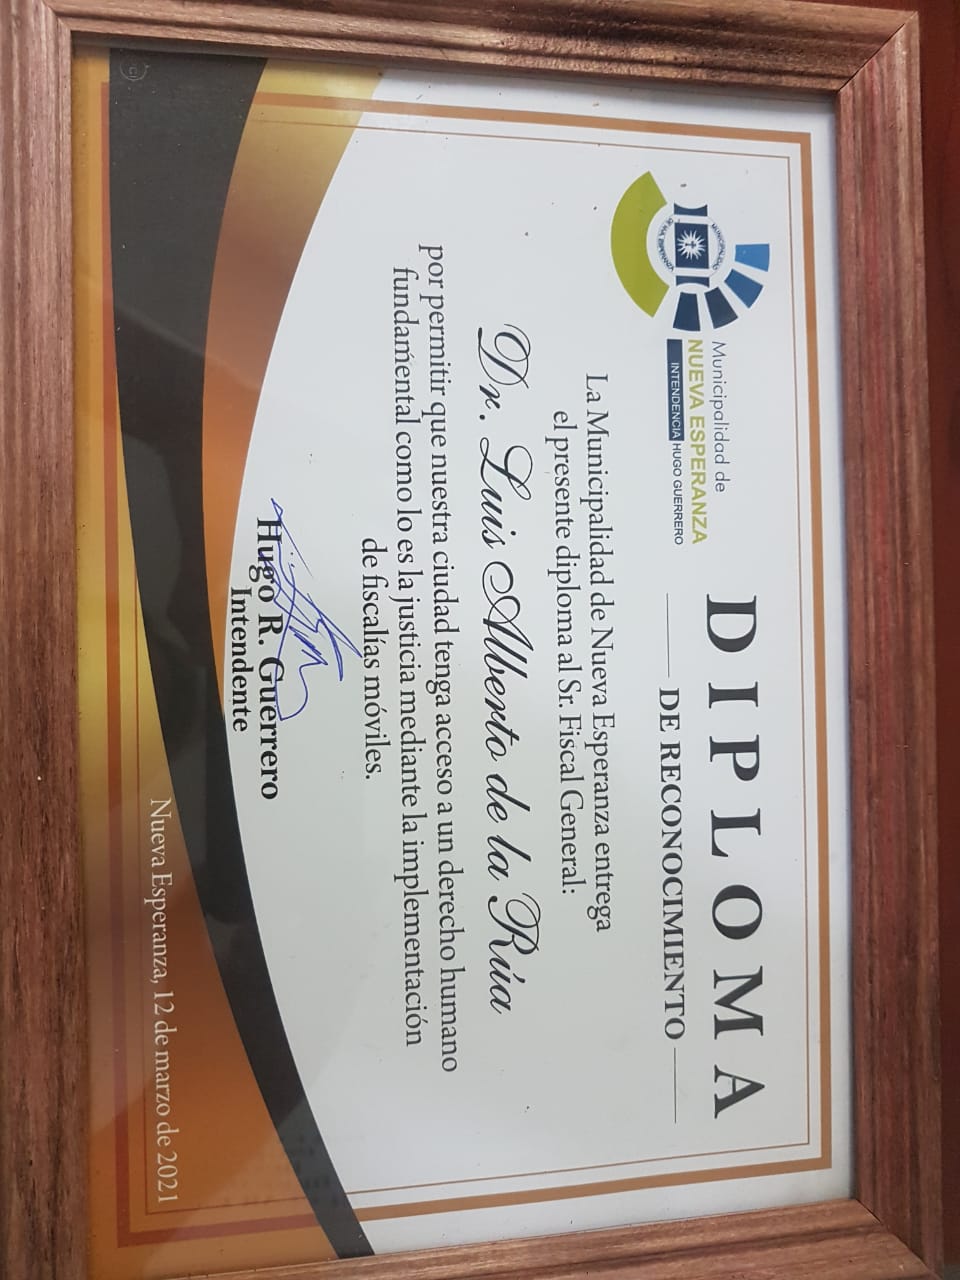 Municipalidad de
NUEVA ESPERANZA
INTENDENCIA HUGO GUERRERO
DIPLOMA
DE RECONOCIMIENTO
La Municipalidad de Nueva Esperanza entrega
el presente diploma al Sr. Fiscal General:
Dr. Luis Alberto de la Rúa
por permitir que nuestra ciudad tenga acceso a un derecho humano
fundamental como lo es la justicia mediante la implementación
de fiscalías móviles.
Hugo R. Guerrero
Intendente
Nueva Esperanza, 12 de marzo de 2021